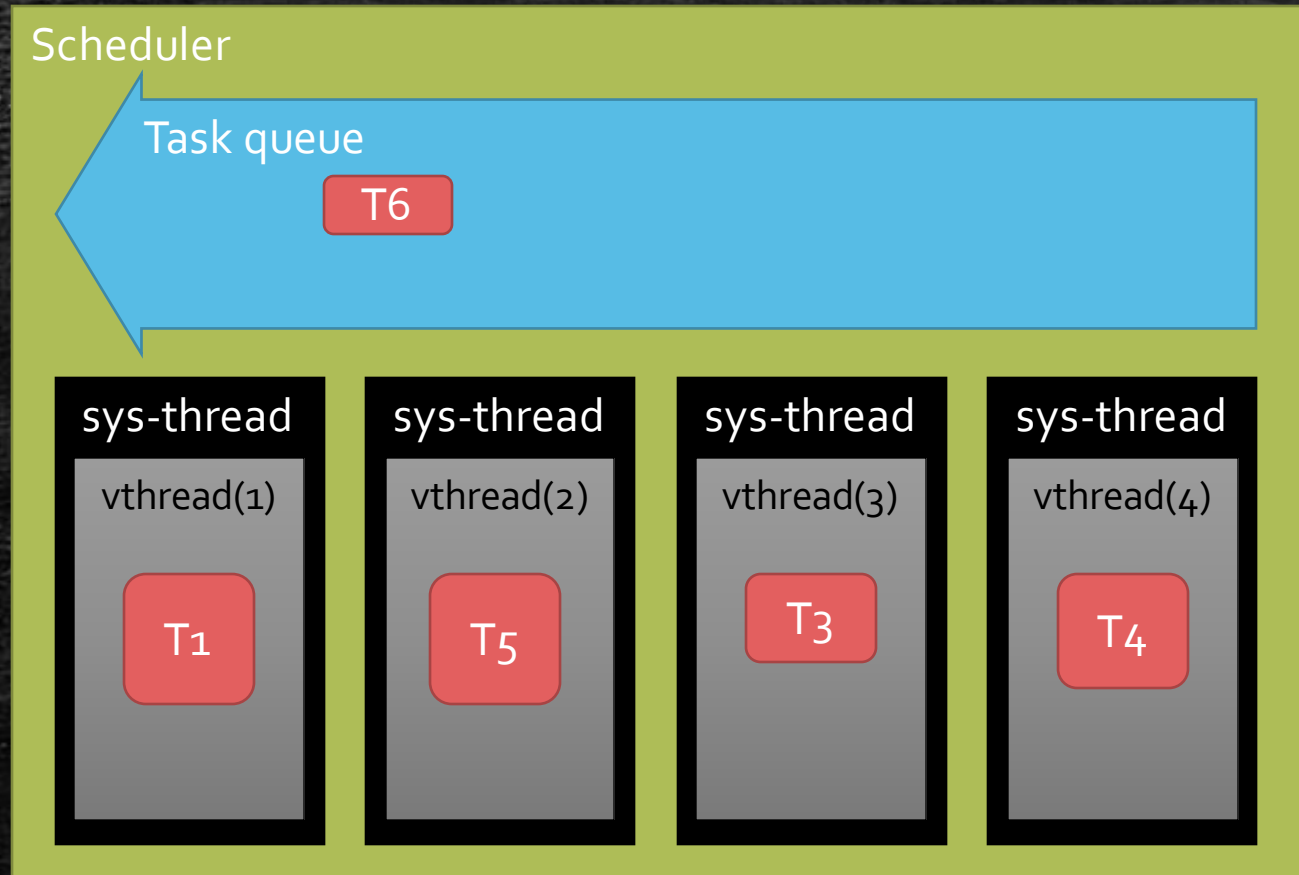 Scheduler
Task queue
T6
sys-thread
sys-thread
sys-thread
sys-thread
vthread(1)
vthread(2)
vthread(3)
vthread(4)
T1
T5
T3
T4